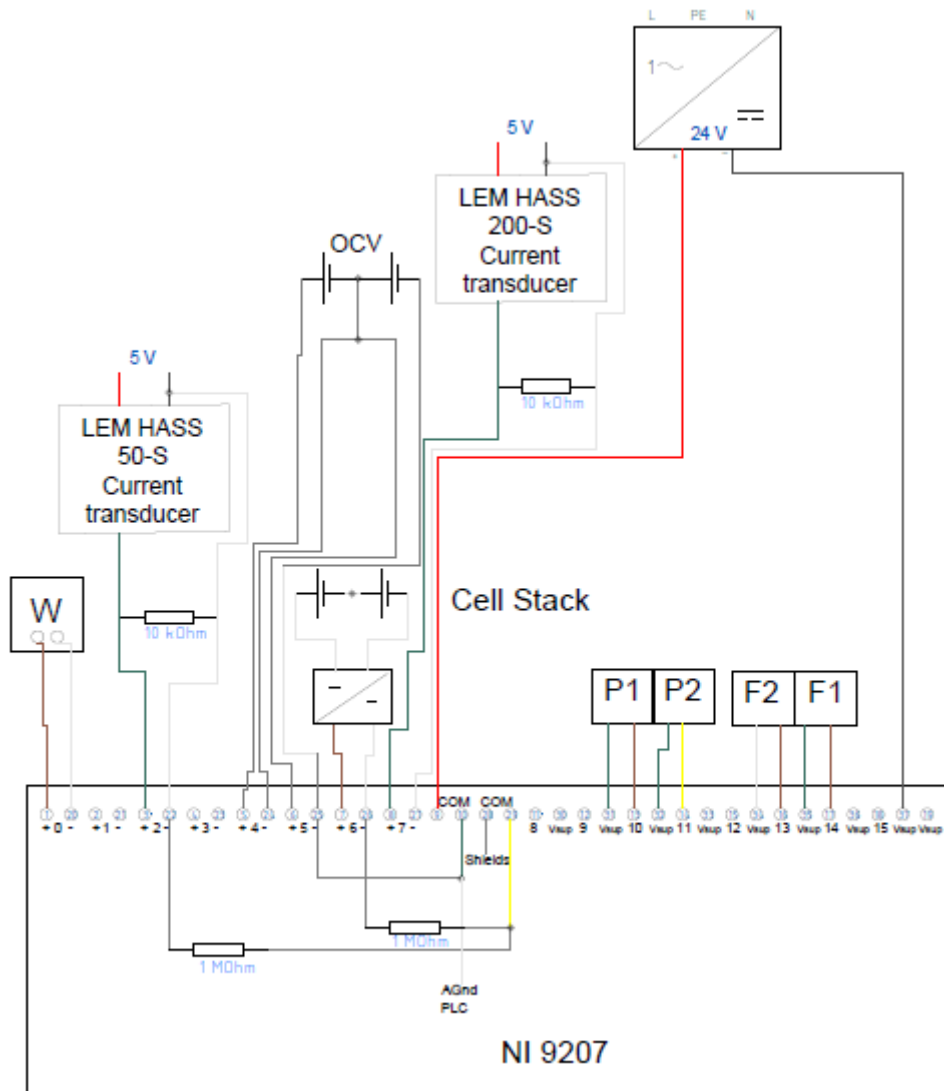 L PE N
1
24 V
+ -
5 V
LEM HASS
200-S
Current
transducer
OCV
10 kOhm
5 V
LEM HASS
50-S
Current
transducer
10 kOhm
W
Cell Stack
P1 P2 F2 F1
COM COM
+ 0 - + 1 - + 2 - + 3 - + 4 - + 5 - + 6 - + 7 - 8 Vsup 9 Vsup 10 Vsup 11 Vsup 12 Vsup 13 Vsup 14 Vsup 15 Vsup Vsup
Shields
1 MOhm
1 MOhm
AGnd
PLC
NI 9207